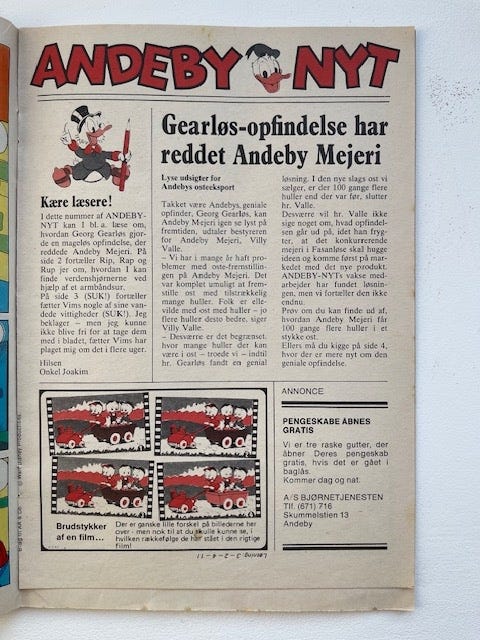 ANDEBY NYT
Kære læsere!
I dette nummer af ANDEBY-
NYT kan I bl.a. læse om,
hvordan Georg Gearløs gjor-
de en mageløs opfindelse, der
reddede Andeby Mejeri. På
side 2 fortæller Rip, Rap og
Rup jer om, hvordan I kan
finde verdenshjørnerne ved
hjælp af et armbåndsur.
På side 3 (SUK!) fortæller
fætter Vims nogle af sine van-
vittigheder (SUK!). Jeg
beklager – men jeg kunne
ikke blive fri for at tage dem
med i bladet, fætter Vims har
plaget mig om det i flere uger.
Hilsen
Onkel Joakim
Gearløs-opfindelse har
reddet Andeby Mejeri
Lyse udsigter for
Andebys osteeksport
Takket være Andebys, geniale
opfinder, Georg Gearløs, kan
Andeby Mejeri igen se lyst på
fremtiden, udtaler bestyreren
for Andeby Mejeri, Villy
Valle.
– Vi har i mange år haft prob-
lemer med oste-fremstillin-
gen på Andeby Mejeri. Det
var komplet umuligt at frem-
stille ost med tilstrækkelig
mange huller. Folk er elle-
vilde med »ost med huller – jo
flere huller desto bedre, siger
Villy Valle.
– Desværre er det begrænset,
hvor mange huller der kan
være i ost – troede vi – indtil
hr. Gearløs fandt en genial
løsning. I den nye slags ost vi
sælger, er der 100 gange flere
huller end der var før, slutter
hr. Valle.
Desværre vil hr. Valle ikke
sige noget om, hvad opfindel-
sen går ud på, idet han fryg-
ter, at det konkurrerende
mejeri i Fasanløse skal hugge
ideen og komme først på mar-
kedet med det nye produkt.
ANDEBY-NYTs vakse med-
arbejder har fundet løsnin-
gen, men vi fortæller den ikke
endnu.
Prøv om du kan finde ud af,
hvordan Andeby Mejeri får
100 gange flere huller i et
stykke ost.
Ellers må du kigge på side 4,
hvor der er mere nyt om den
geniale opfindelse.
Brudstykker
af en film...
Der er ganske lille forskel på billederne her
over - men nok til at du skulle kunne se, i
hvilken rækkefølge de har stået i den rigtige
film!
Løsning: 3-2-4-1
ANNONCE
PENGESKABE ÅBNES
GRATIS
Vi er tre raske gutter, der
åbner Deres pengeskab
gratis, hvis det er gået i
baglås.
Kommer dag og nat.
A/S BJØRNETJENESTEN
Tlf. (671) 716
Skummelstien 13
Andeby